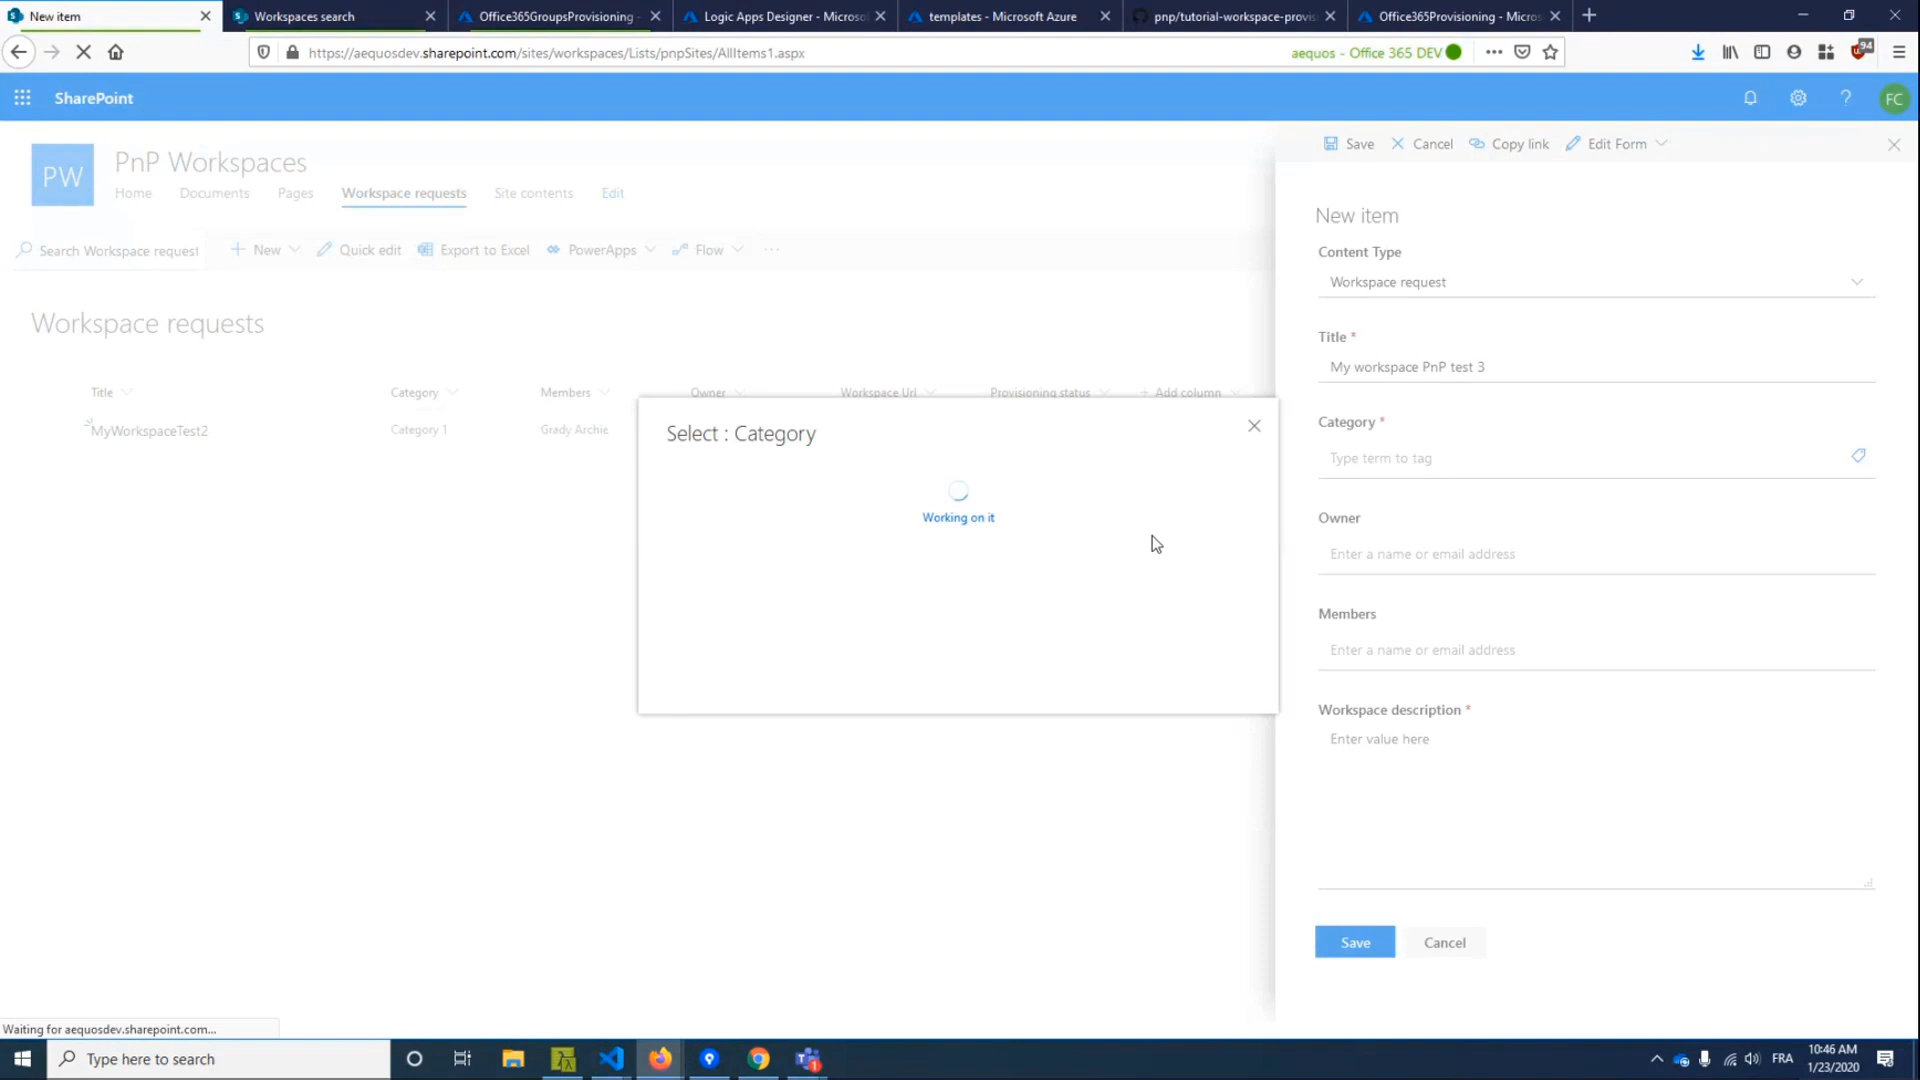 New item
Workspaces search
Office365GroupsProvisioning -
Logic Apps Designer - Microso
templates - Microsoft Azure
pnp/tutorial-workspace-provis
Office365Provisioning - Micros
https://aequosdev.sharepoint.com/sites/workspaces/Lists/pnpSites/AllItems1.aspx
aequos - Office 365 DEV
94
SharePoint
FC
PW
PnP Workspaces
Home
Documents
Pages
Workspace requests
Site contents
Edit
Search Workspace request
New
Quick edit
Export to Excel
PowerApps
Flow
Workspace requests
Title
Category
Members
Owner
Workspace Url
Provisioning status
Add column
MyWorkspaceTest2
Category 1
Grady Archie
Select : Category
Working on it
Save
Cancel
Copy link
Edit Form
New item
Content Type
Workspace request
Title *
My workspace PnP test 3
Category *
Type term to tag
Owner
Enter a name or email address
Members
Enter a name or email address
Workspace description *
Enter value here
Save
Cancel
Waiting for aequosdev.sharepoint.com...
Type here to search
FRA
10:46 AM
1/23/2020